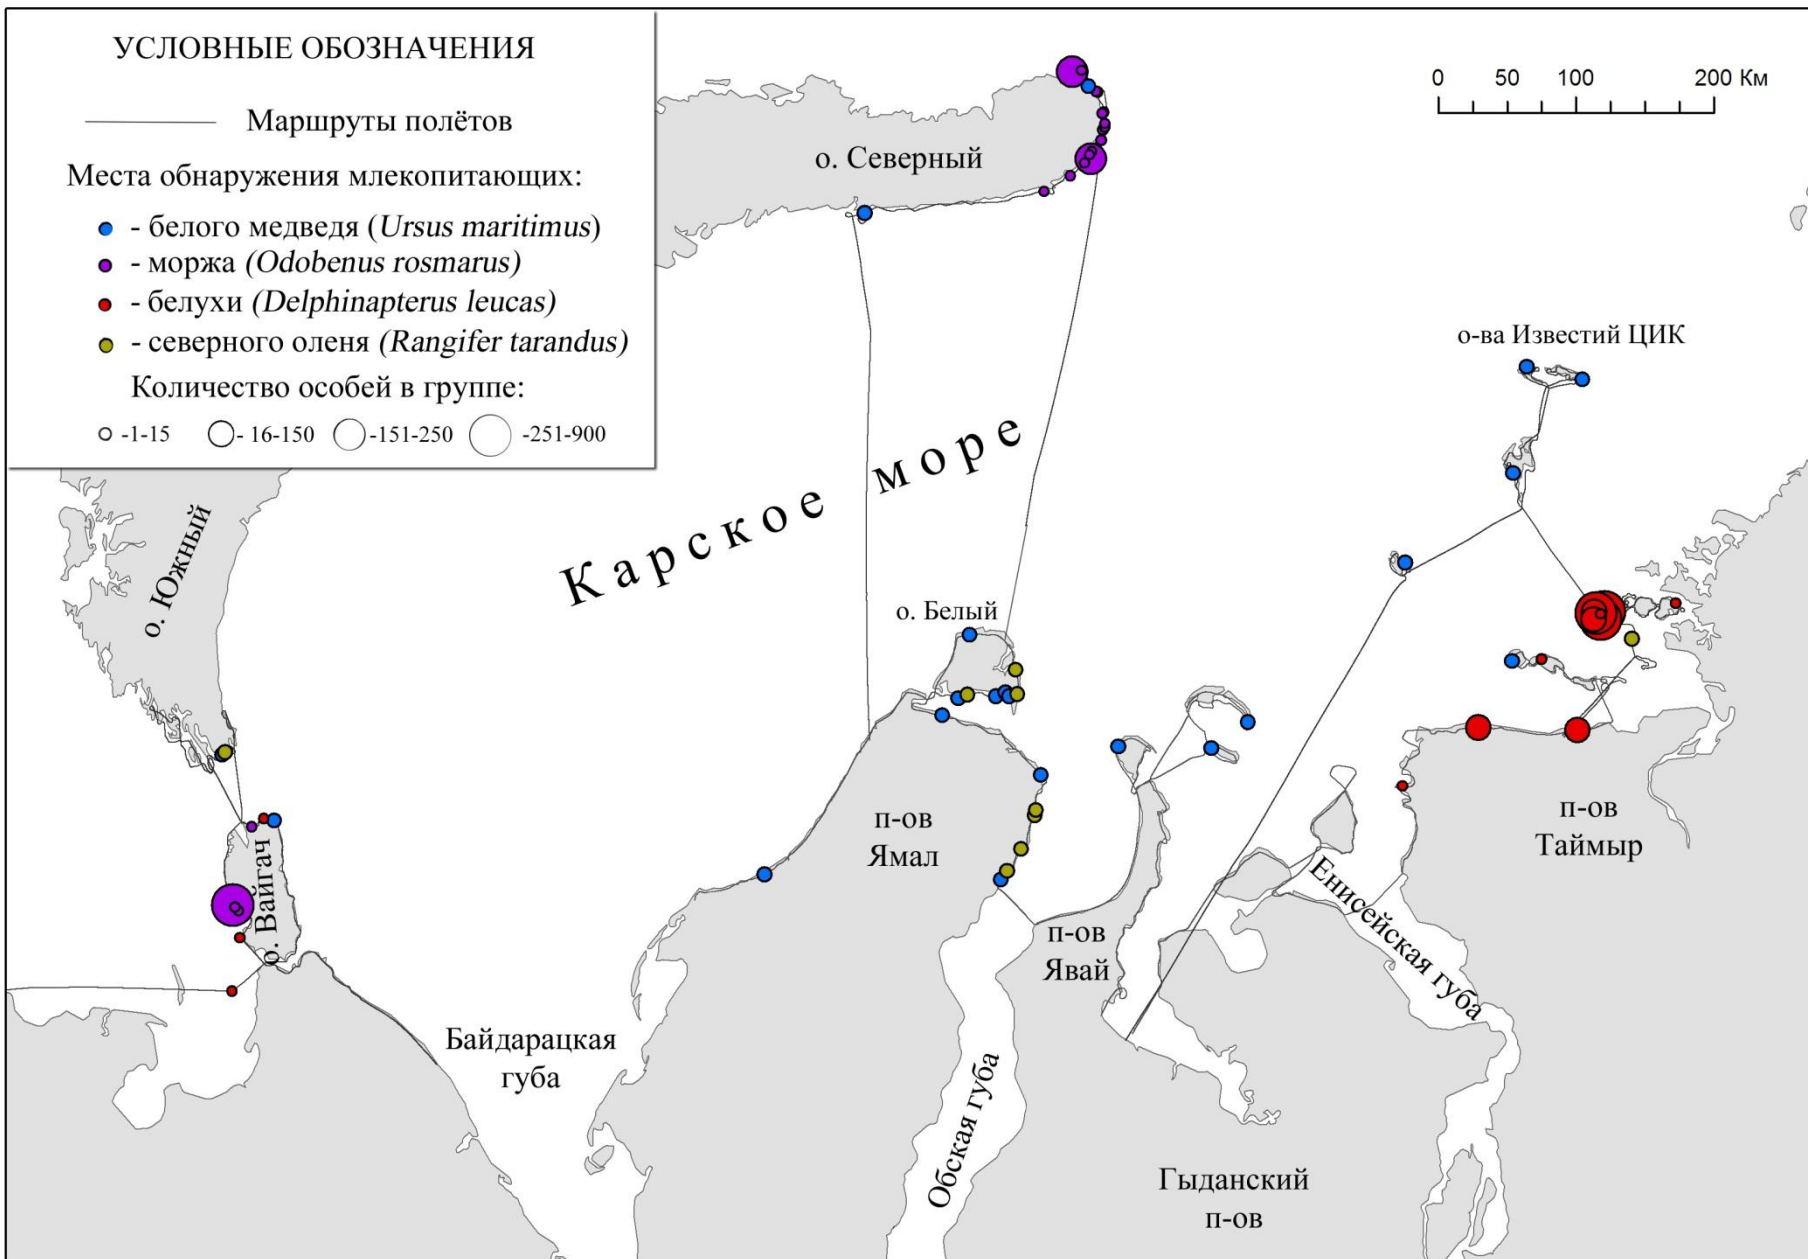 УСЛОВНЫЕ ОБОЗНАЧЕНИЯ
Маршруты полётов
Места обнаружения млекопитающих:
- белого медведя (Ursus maritimus)
- моржа (Odobenus rosmarus)
- белухи (Delphinapterus leucas)
- северного оленя (Rangifer tarandus)
Количество особей в группе:
-1-15 - 16-150 -151-250 -251-900
0 50 100 200 Км
о. Северный
о-ва Известий ЦИК
Карское море
о. Южный
о. Белый
п-ов
Ямал
п-ов
Таймыр
о. Вайгач
п-ов
Явай
Енисейская губа
Байдарацкая
губа
Обская губа
Гыданский
п-ов